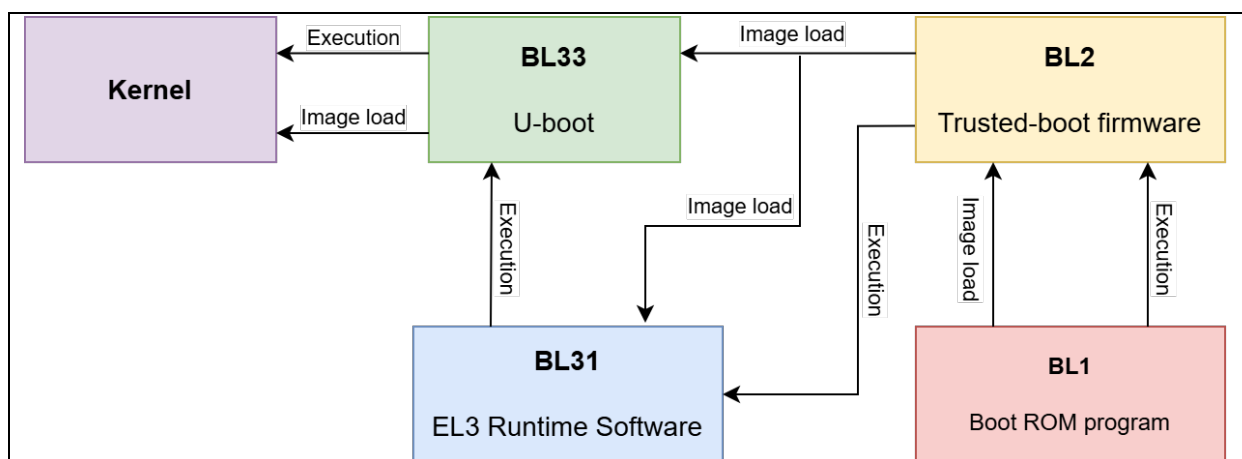 Execution
Image load
Kernel
BL33
U-boot
Image load
BL2
Trusted-boot firmware
Image load
Execution
Execution
Image load
Execution
BL31
EL3 Runtime Software
BL1
Boot ROM program